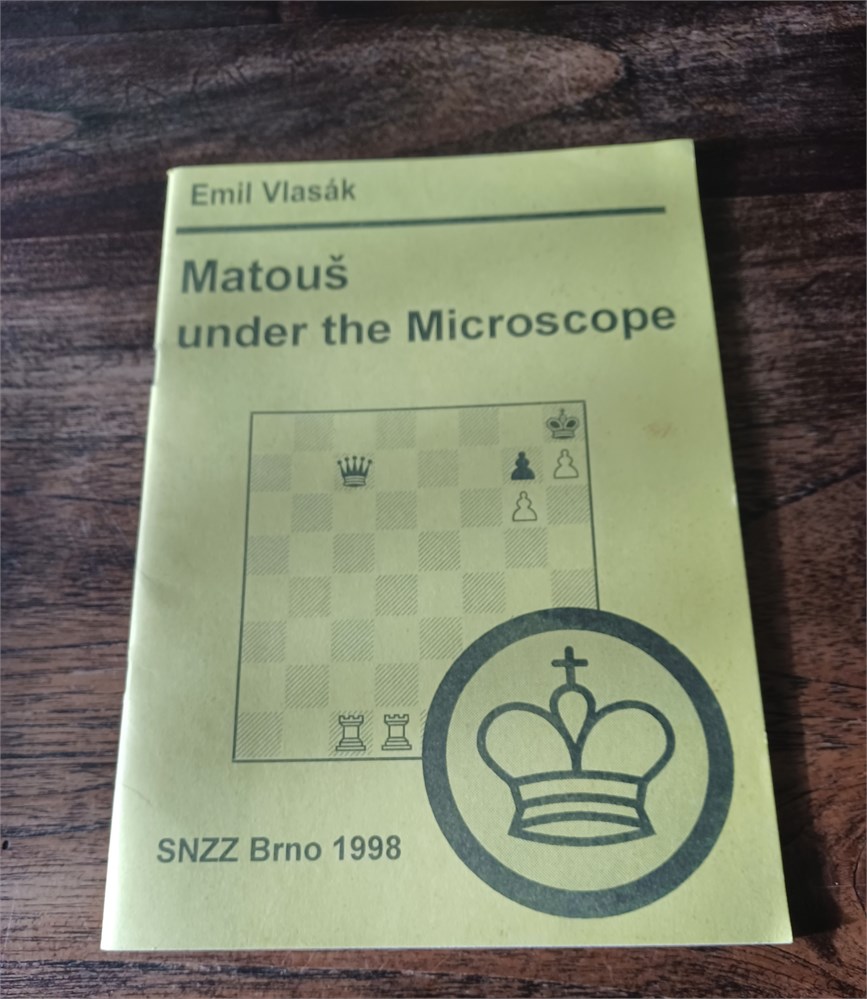 Emil Vlasák
Matouš
under the Microscope
SNZZ Brno 1998